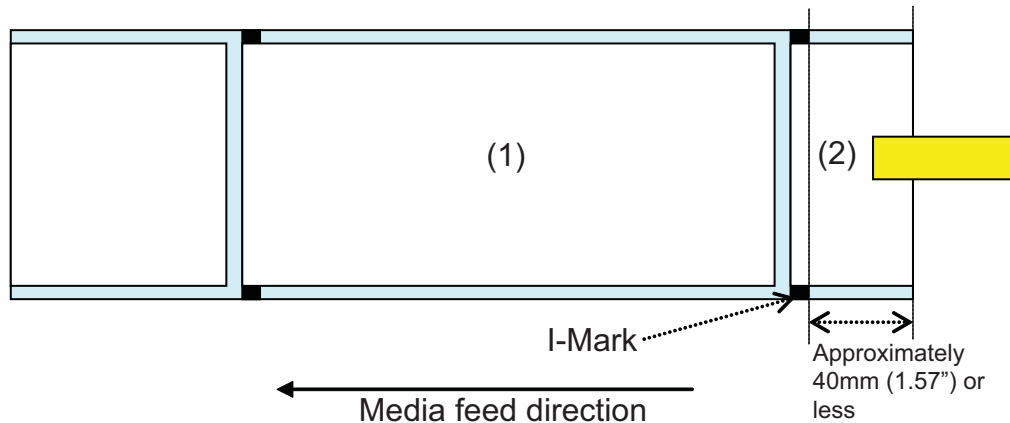 (1)
(2)
I-Mark
Approximately
40mm (1.57”) or
less
Media feed direction